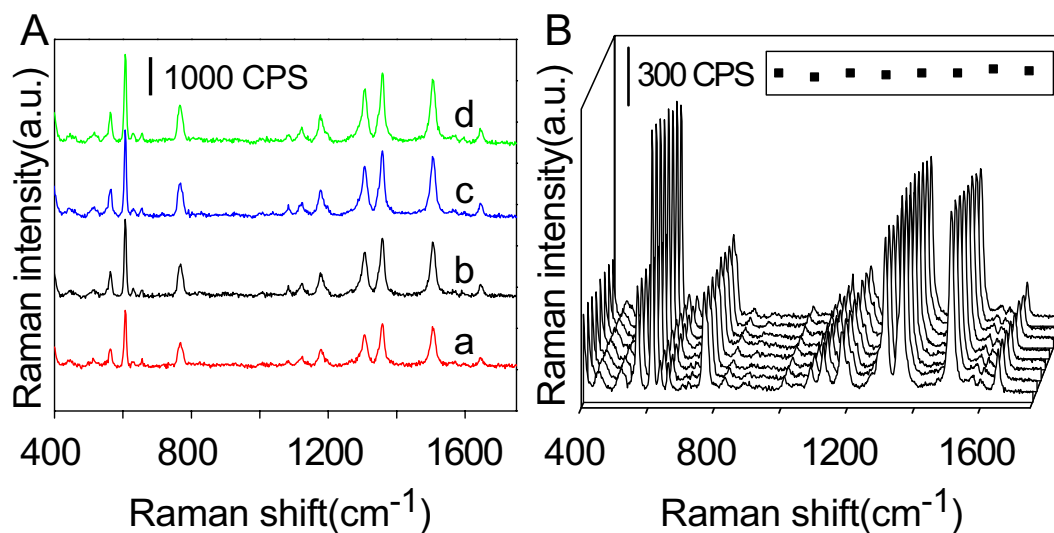 A
1000 CPS
d
c
b
a
Raman intensity(a.u.)
400 800 1200 1600
Raman shift(cm-1)
B
300 CPS
Raman intensity(a.u.)
400 800 1200 1600
Raman shift(cm-1)